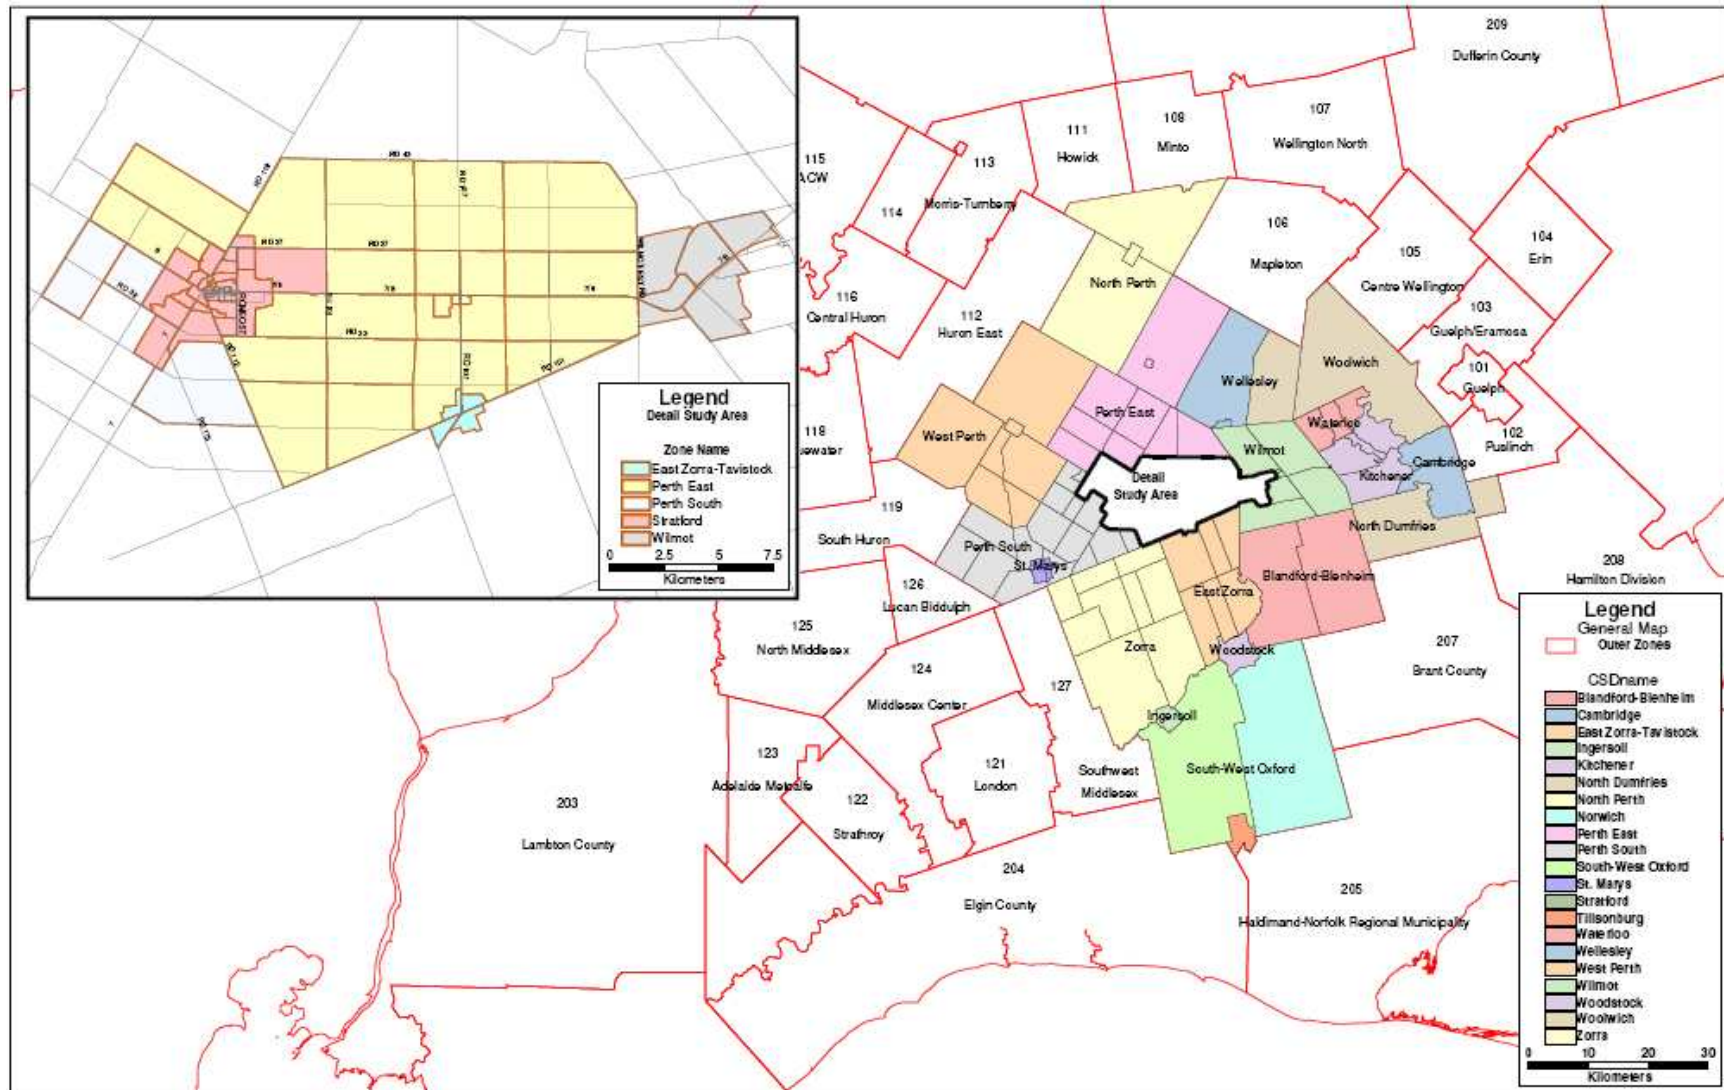 RD 43
RD 37
RD 37
RD 33
Legend
Detail Study Area
Zone Name
East Zorra-Tavistock
Perth East
Perth South
Stratford
Wilmot
0 2.5 5 7.5
Kilometers
209
Dufferin County
107
Wellington North
108
Minto
111
Howick
113
Morris-Turnberry
114
115
ACW
106
Mapleton
105
Centre Wellington
104
Erin
103
Guelph/Eramosa
101
Guelph
102
Puslinch
116
Central Huron
112
Huron East
North Perth
Woolwich
Wellesley
Perth East
Waterloo
West Perth
Wilmot
Cambridge
Kitchener
118
uewater
Detail
Study Area
119
South Huron
North Dumfries
Perth South
St. Marys
208
Hamilton Division
126
Lucan Biddulph
Blandford-Blenheim
East Zorra
125
North Middlesex
Zorra
Woodstock
207
Brant County
124
Middlesex Center
127
Southwest
Middlesex
Ingersoll
123
Adelaide Metcalfe
121
London
South-West Oxford
122
Strathroy
203
Lambton County
204
Elgin County
205
Haldimand-Norfolk Regional Municipality
Legend
General Map
Outer Zones
CSDname
Blandford-Blenheim
Cambridge
East Zorra-Tavistock
Ingersoll
Kitchener
North Dumfries
North Perth
Norwich
Perth East
Perth South
South-West Oxford
St. Marys
Stratford
Tillsonburg
Waterloo
Wellesley
West Perth
Wilmot
Woodstock
Woolwich
Zorra
0 10 20 30
Kilometers